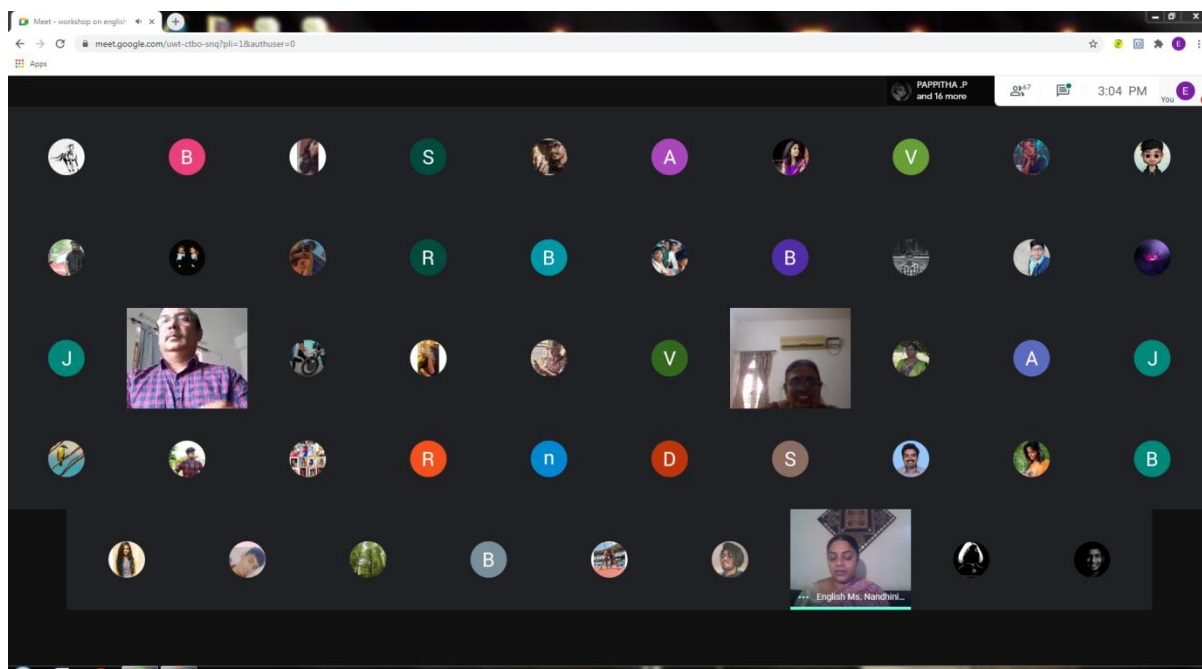 Meet - workshop on english
meet.google.com/uwt-ctbo-snq?pli=1&authuser=0
E
Apps
PAPPITHA .P
and 16 more
67
3:04 PM
You
E
B
S
A
V
R
B
B
J
V
A
J
R
n
D
S
B
B
English Ms. Nandhini...